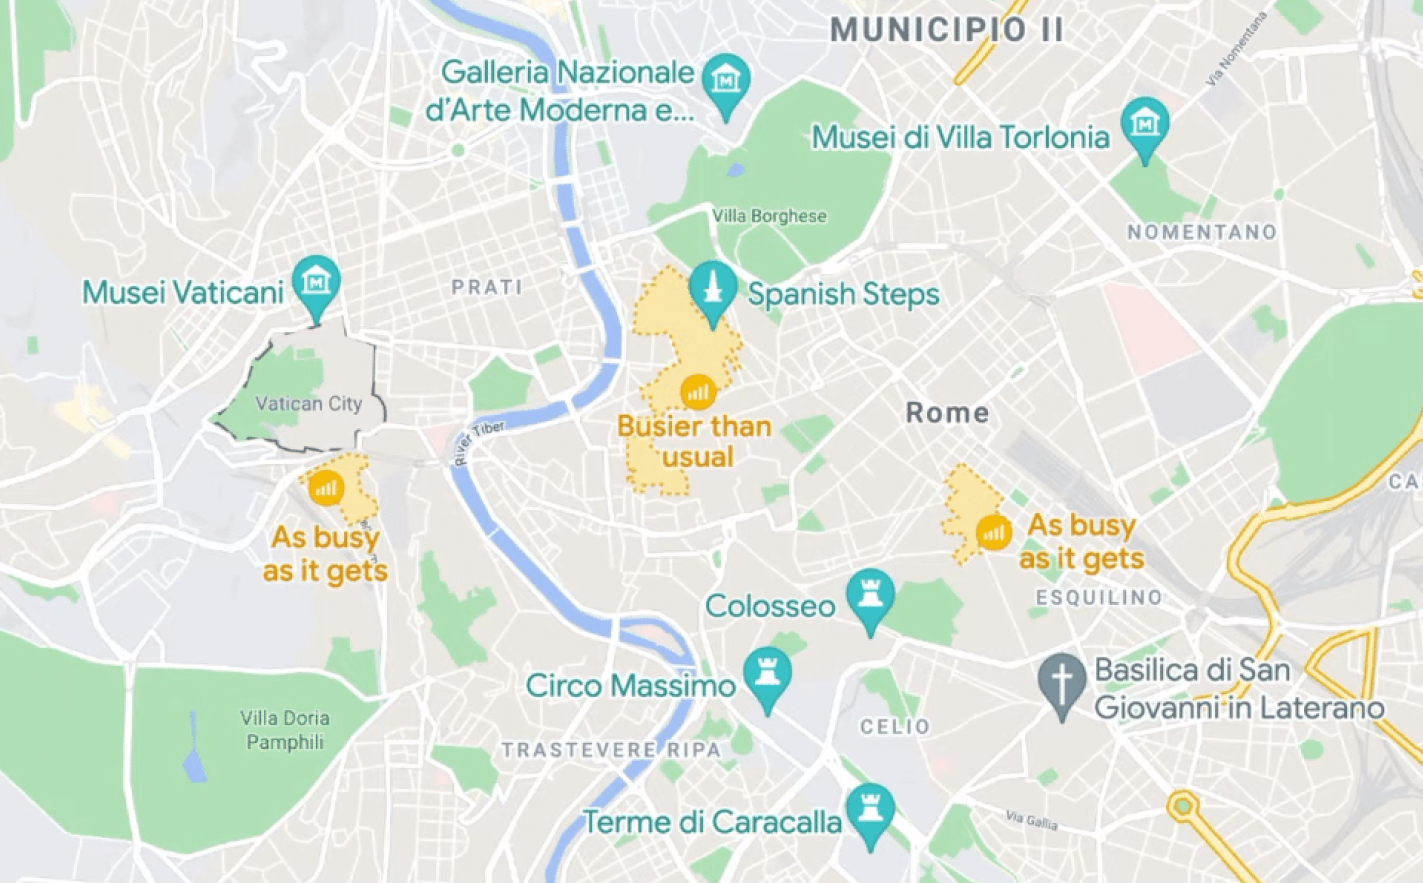 MUNICIPIO II
Via Nomentana
Galleria Nazionale
d'Arte Moderna e...
Musei di Villa Torlonia
Villa Borghese
NOMENTANO
Musei Vaticani
PRATI
Spanish Steps
Vatican City
Rome
River Tiber
Busier than
usual
CA
As busy
as it gets
As busy
as it gets
ESQUILINO
Colosseo
Circo Massimo
Basilica di San
Giovanni in Laterano
Villa Doria
Pamphili
CELIO
TRASTEVERE
RIPA
Terme di Caracalla
Via Gallia